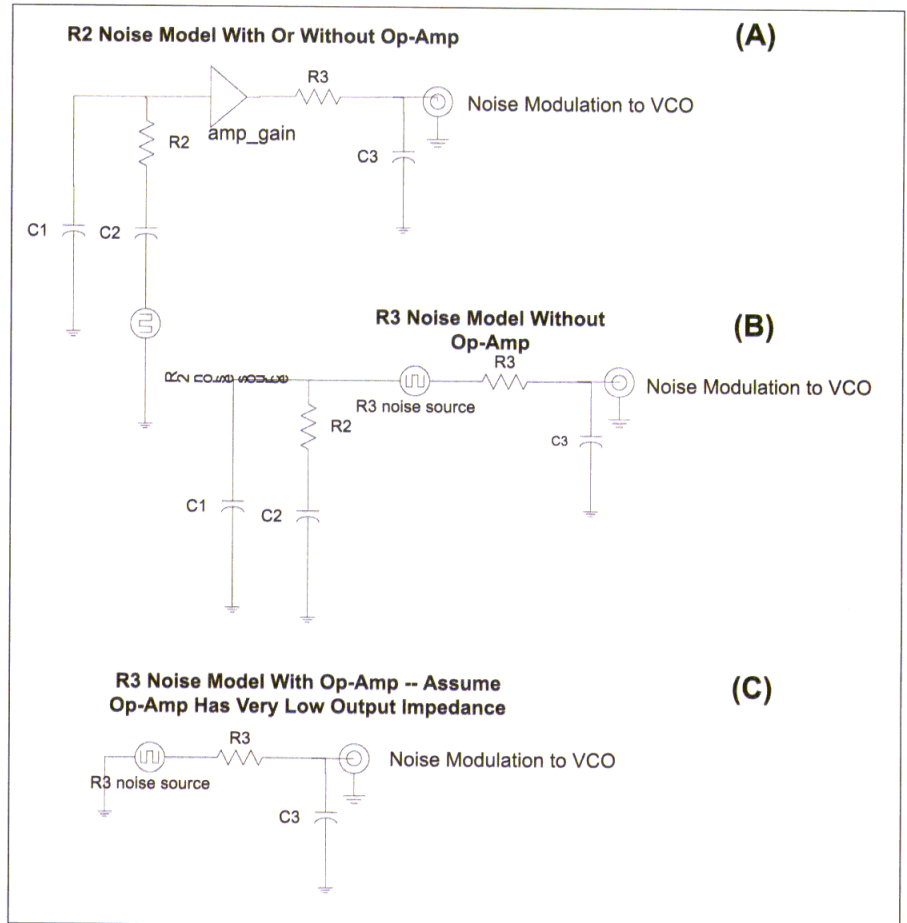 R2 Noise Model With Or Without Op-Amp
(A)
R3
Noise Modulation to VCO
amp_gain
R2
C3
C1
C2
R3 Noise Model Without
Op-Amp
(B)
R3
R2 noise source
Noise Modulation to VCO
R3 noise source
R2
C3
C1
C2
R3 Noise Model With Op-Amp -- Assume
Op-Amp Has Very Low Output Impedance
(C)
R3
Noise Modulation to VCO
R3 noise source
C3